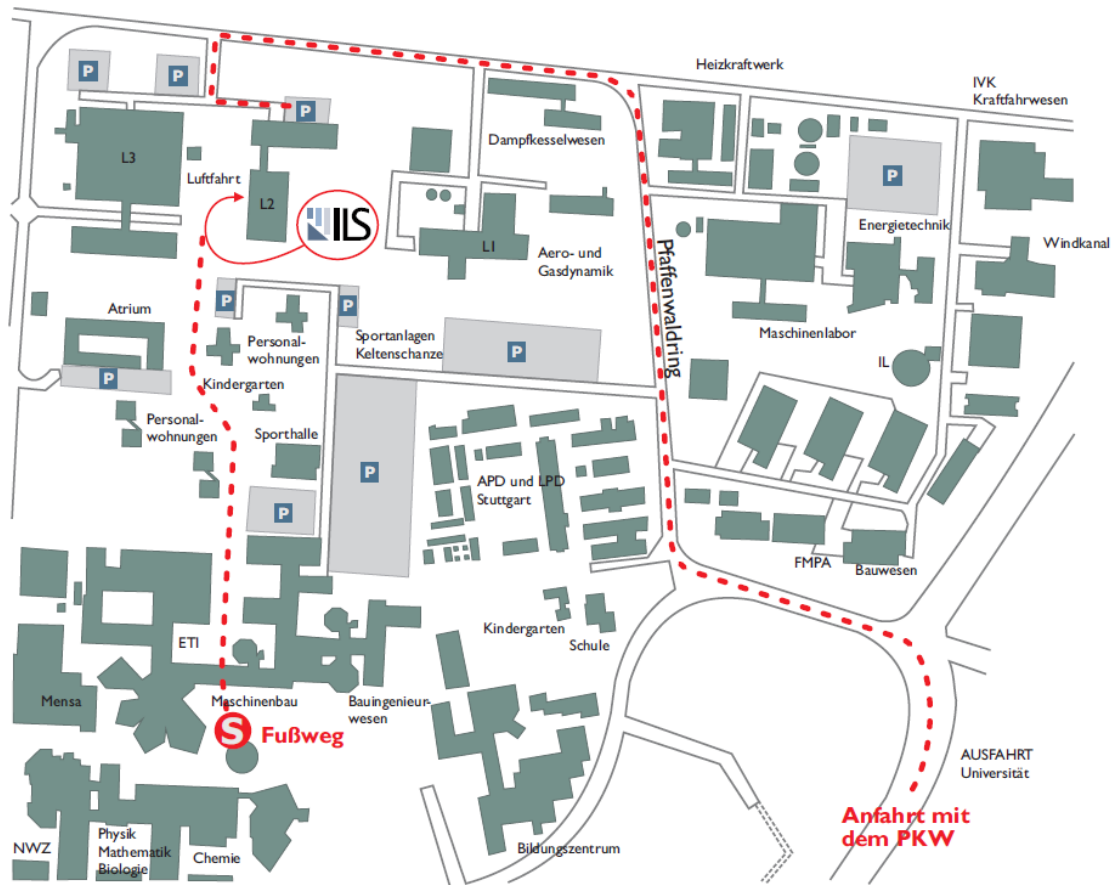 Heizkraftwerk
IVK
Kraftfahrwesen
P
P
P
Dampfkesselwesen
L3
Luftfahrt
L2
ILS
P
L1
Aero- und
Gasdynamik
Pfaffenwaldring
Energietechnik
Windkanal
Atrium
P
P
Personal-
wohnungen
Sportanlagen
Keltenschanze
P
Maschinenlabor
IL
P
Kindergarten
Personal-
wohnungen
Sporthalle
P
P
APD und LPD
Stuttgart
FMPA
Bauwesen
ETI
Kindergarten
Schule
Mensa
Maschinenbau
Bauingenieur-
wesen
S
Fußweg
AUSFAHRT
Universität
Anfahrt mit
dem PKW
NWZ
Physik
Mathematik
Biologie
Chemie
Bildungszentrum